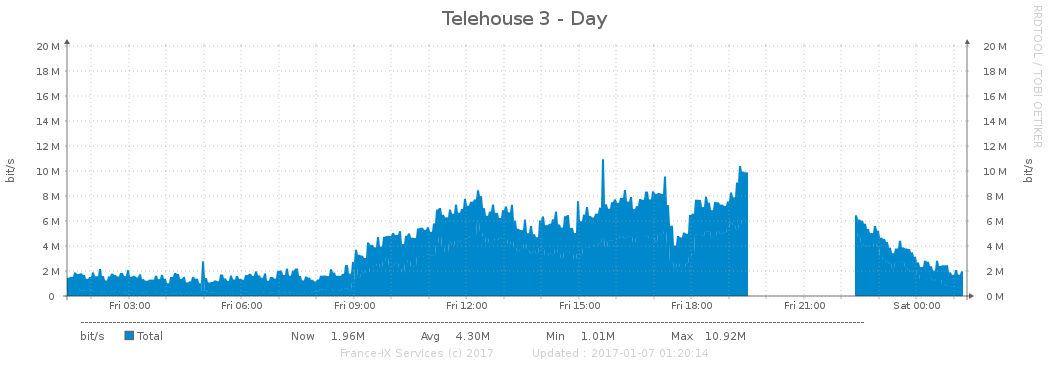 Telehouse 3 - Day
RRDTOOL / TOBI OETIKER
bit/s
20 M 20 M
18 M 18 M
16 M 16 M
14 M 14 M
12 M 12 M
10 M 10 M
8 M 8 M
6 M 6 M
4 M 4 M
2 M 2 M
0 0 M
bit/s
Fri 03:00 Fri 06:00 Fri 09:00 Fri 12:00 Fri 15:00 Fri 18:00 Fri 21:00 Sat 00:00
bit/s Total Now 1.96M Avg 4.30M Min 1.01M Max 10.92M
France-IX Services (c) 2017 Updated : 2017-01-07 01:20:14